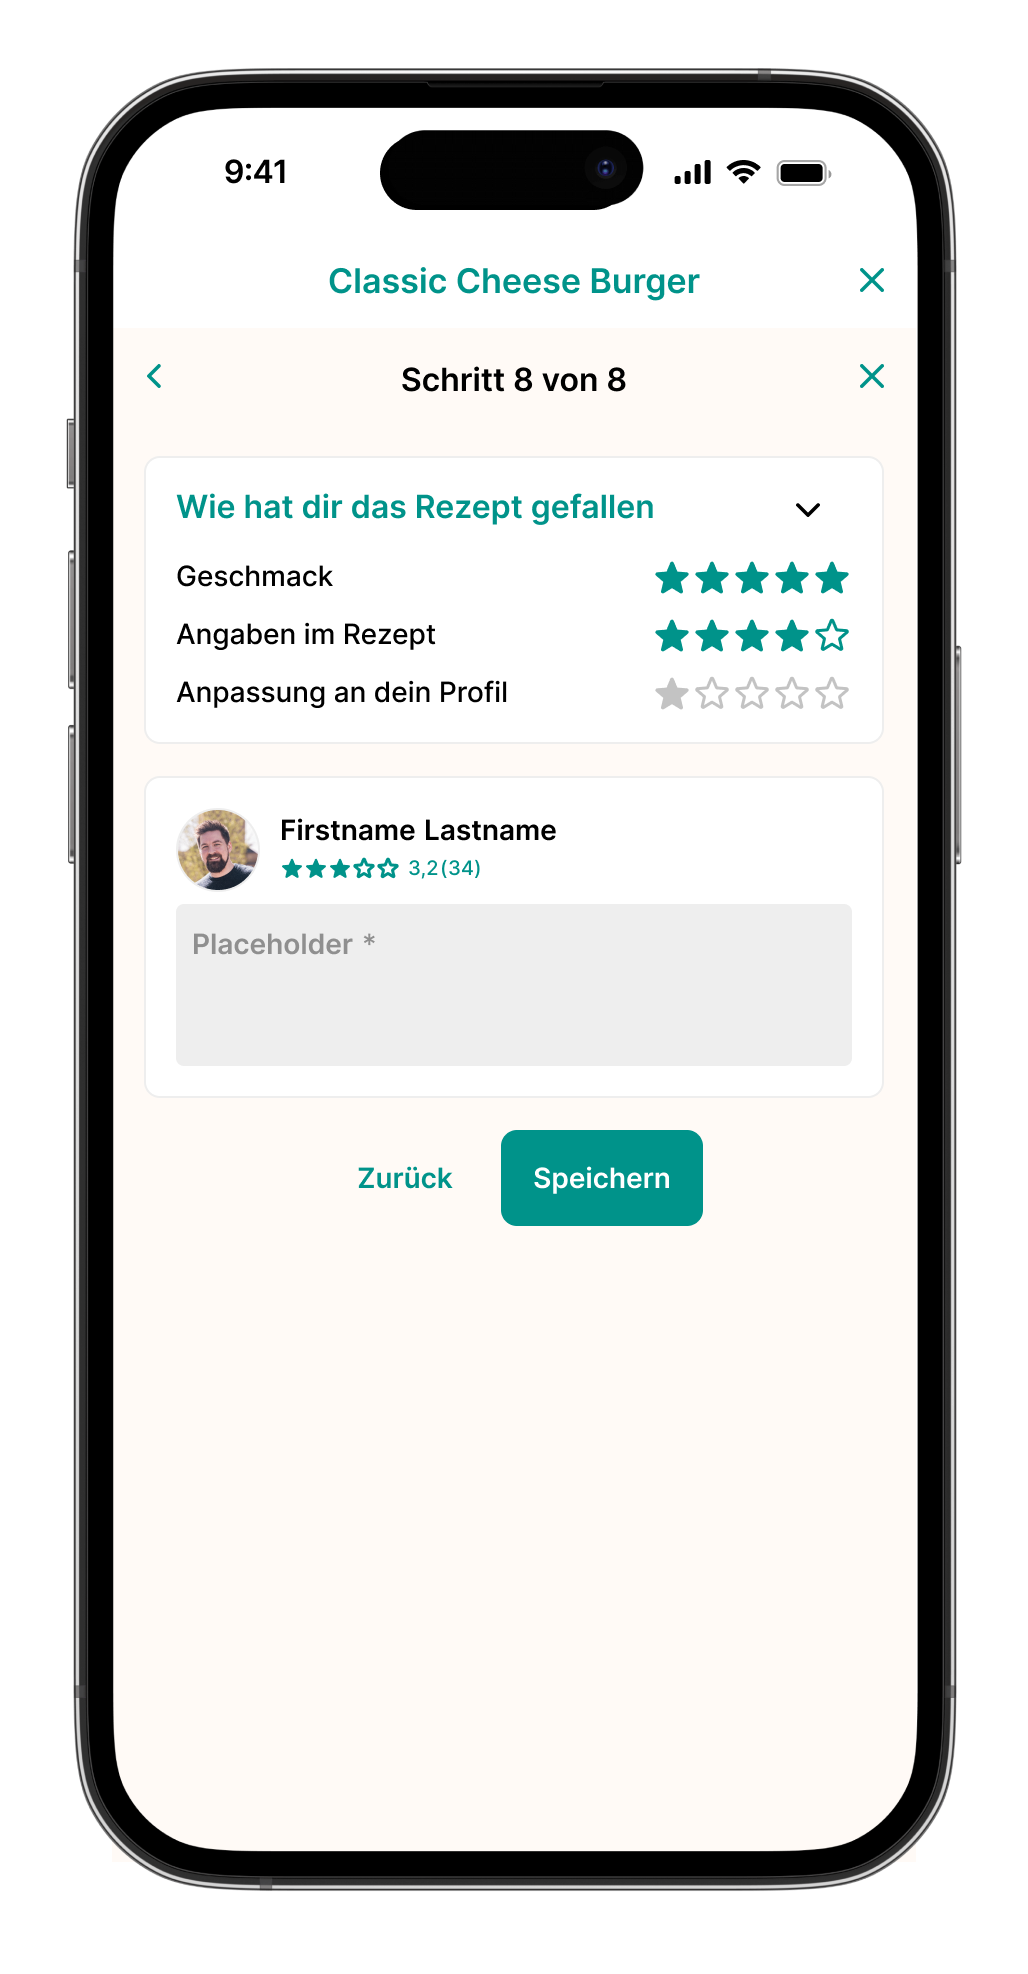 9:41
Classic Cheese Burger
Schritt 8 von 8
Wie hat dir das Rezept gefallen
Geschmack
Angaben im Rezept
Anpassung an dein Profil
Firstname Lastname
3,2(34)
Placeholder *
Zurück Speichern